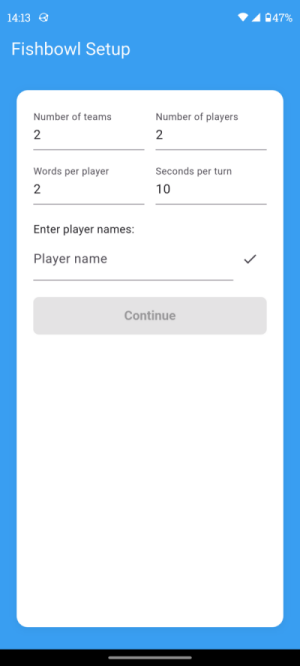 14:13 47%
Fishbowl Setup
Number of teams Number of players
2 2
Words per player Seconds per turn
2 10
Enter player names:
Player name
Continue